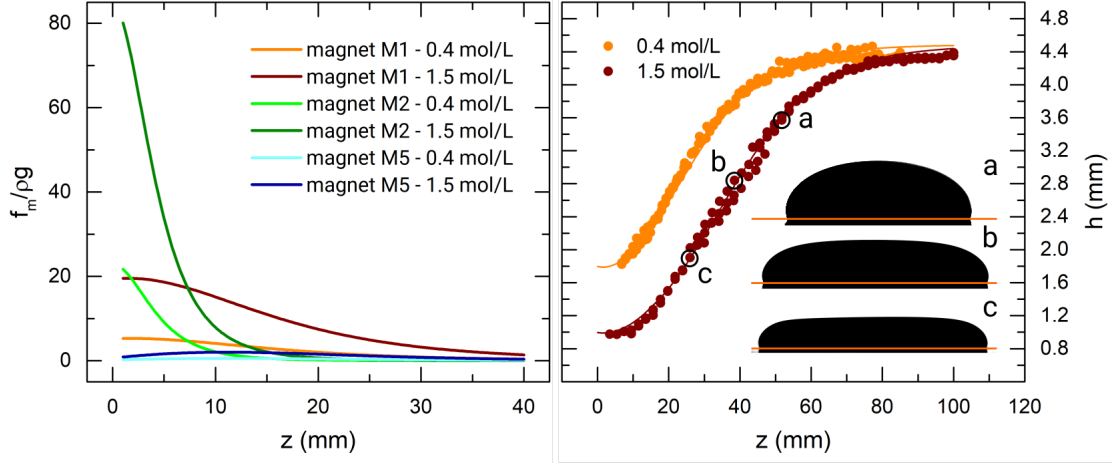 80
60
40
20
0
f_m/ρg
0
10
20
30
40
z (mm)
magnet M1 - 0.4 mol/L
magnet M1 - 1.5 mol/L
magnet M2 - 0.4 mol/L
magnet M2 - 1.5 mol/L
magnet M5 - 0.4 mol/L
magnet M5 - 1.5 mol/L
0.4 mol/L
1.5 mol/L
a
b
c
a
b
c
4.8
4.4
4.0
3.6
3.2
2.8
2.4
2.0
1.6
1.2
0.8
h (mm)
0
20
40
60
80
100
120
z (mm)